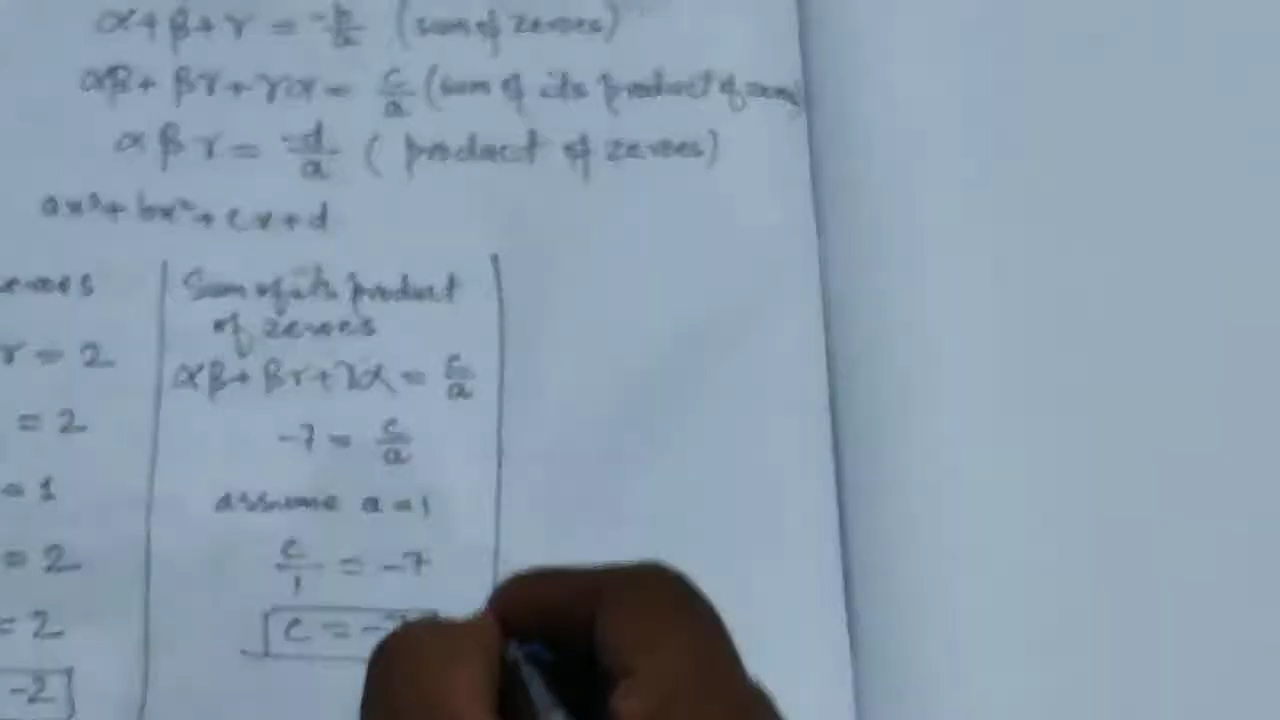 α+β+γ = -b/a (sum of zeroes)
αβ+βγ+γα = c/a (sum of its product of zeroes)
αβγ = -d/a (product of zeroes)
ax³+bx²+cx+d
γ = 2
= 2
= 1
= 2
= 2
-2
Sum of its product
of zeroes
αβ+βγ+γα = c/a
-7 = c/a
assume a=1
c/1 = -7
c = -7